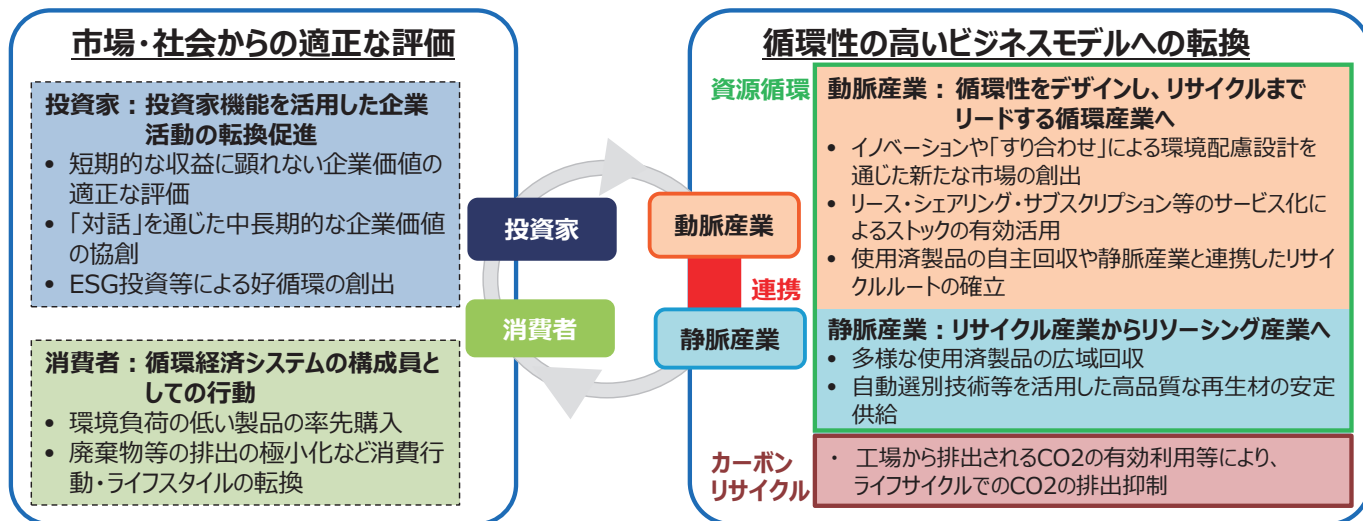 市場・社会からの適正な評価
投資家：投資家機能を活用した企業
活動の転換促進
• 短期的な収益に顕れない企業価値の
適正な評価
• 「対話」を通じた中長期的な企業価値
の協創
• ESG投資等による好循環の創出
消費者：循環経済システムの構成員と
しての行動
• 環境負荷の低い製品の率先購入
• 廃棄物等の排出の極小化など消費行
動・ライフスタイルの転換
投資家
消費者
動脈産業
連携
静脈産業
循環性の高いビジネスモデルへの転換
資源循環
動脈産業：循環性をデザインし、リサイクルまで
リードする循環産業へ
• イノベーションや「すり合わせ」による環境配慮設計を
通じた新たな市場の創出
• リース・シェアリング・サブスクリプション等のサービス化に
よるストックの有効活用
• 使用済製品の自主回収や静脈産業と連携したリサイ
クルルートの確立
静脈産業：リサイクル産業からリソーシング産業へ
• 多様な使用済製品の広域回収
• 自動選別技術等を活用した高品質な再生材の安定
供給
カーボン
リサイクル
・ 工場から排出されるCO2の有効利用等により、
ライフサイクルでのCO2の排出抑制